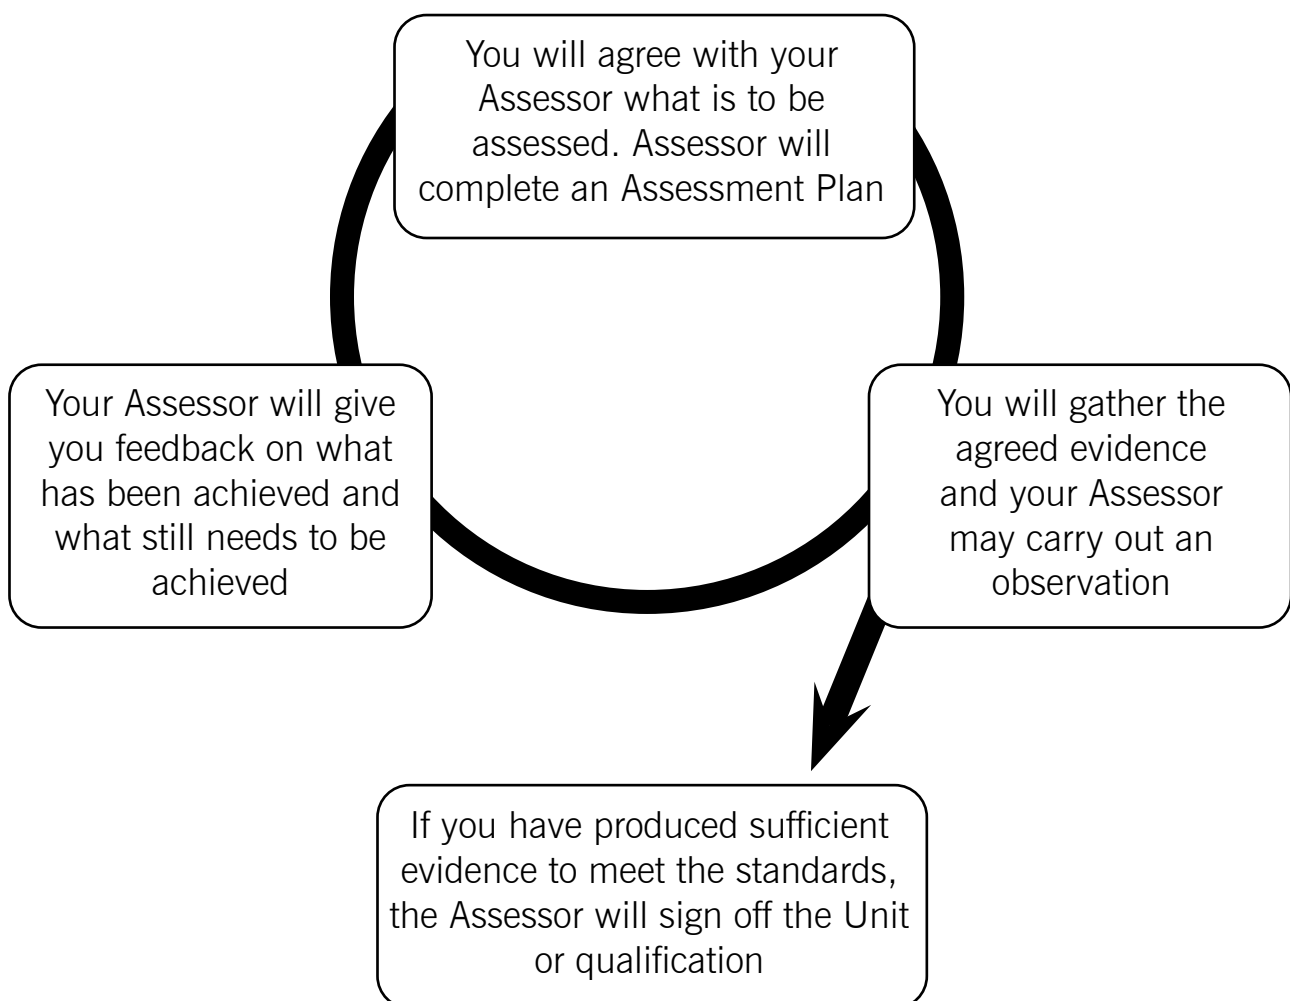 You will agree with your
Assessor what is to be
assessed. Assessor will
complete an Assessment Plan
Your Assessor will give
you feedback on what
has been achieved and
what still needs to be
achieved
You will gather the
agreed evidence
and your Assessor
may carry out an
observation
If you have produced sufficient
evidence to meet the standards,
the Assessor will sign off the Unit
or qualification